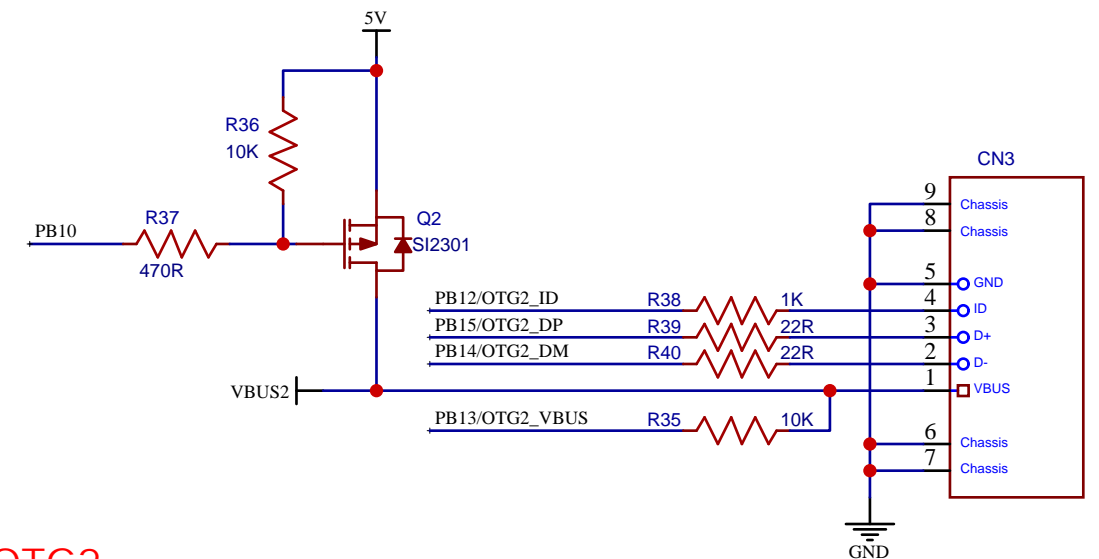 5V
R36
10K
CN3
9 Chassis
8 Chassis
PB10
R37
470R
Q2
SI2301
5 GND
PB12/OTG2_ID R38 1K 4 ID
PB15/OTG2_DP R39 22R 3 D+
PB14/OTG2_DM R40 22R 2 D-
VBUS2 1 VBUS
PB13/OTG2_VBUS R35 10K
6 Chassis
7 Chassis
GND